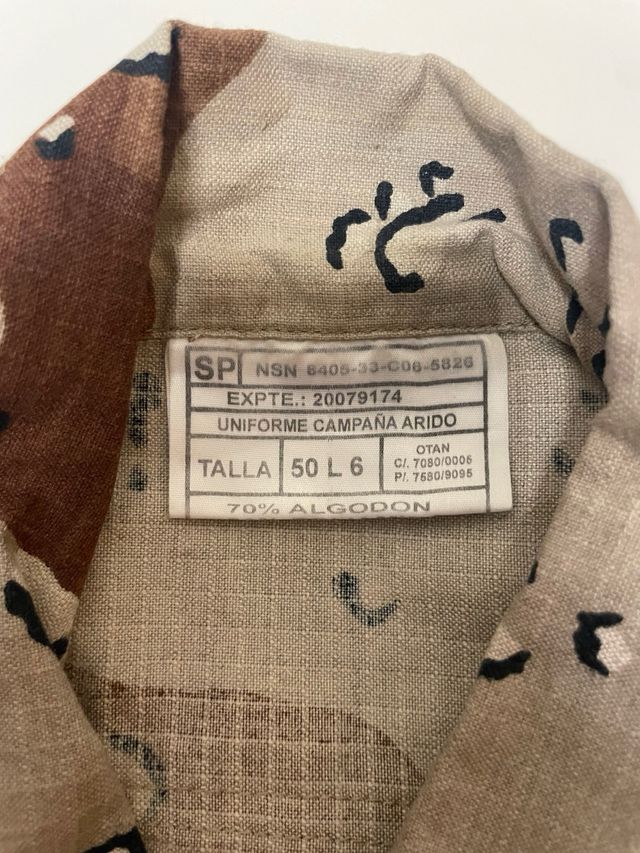 SP NSN 8405-33-C06-5826
EXPTE.: 20079174
UNIFORME CAMPAÑA ARIDO
TALLA 50 L 6
OTAN
C/. 7080/0005
P/. 7580/9095
70% ALGODON